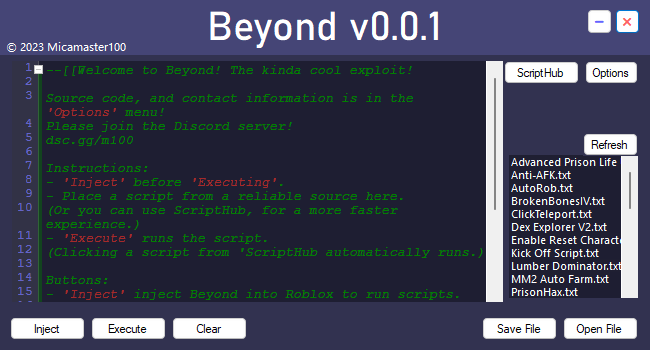 Beyond v0.0.1
© 2023 Micamaster100
1 --[[Welcome to Beyond! The kinda cool exploit!
2
3 Source code, and contact information is in the
'Options' menu!
4 Please join the Discord server!
5 dsc.gg/m100
6
7 Instructions:
8 - 'Inject' before 'Executing'.
9 - Place a script from a reliable source here.
10 (Or you can use ScriptHub, for a more faster
experience.)
11 - 'Execute' runs the script.
12 (Clicking a script from 'ScriptHub automatically runs.)
13
14 Buttons:
15 - 'Inject' inject Beyond into Roblox to run scripts.
ScriptHub
Options
Refresh
Advanced Prison Life
Anti-AFK.txt
AutoRob.txt
BrokenBonesIV.txt
ClickTeleport.txt
Dex Explorer V2.txt
Enable Reset Characte
Kick Off Script.txt
Lumber Dominator.txt
MM2 Auto Farm.txt
PrisonHax.txt
Inject
Execute
Clear
Save File
Open File